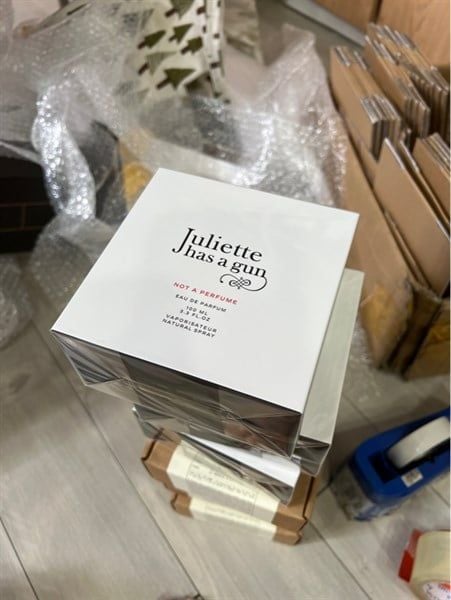 Juliette
has a gun
NOT A PERFUME
EAU DE PARFUM
100 ML
3.3 FL.OZ
VAPORISATEUR
NATURAL SPRAY